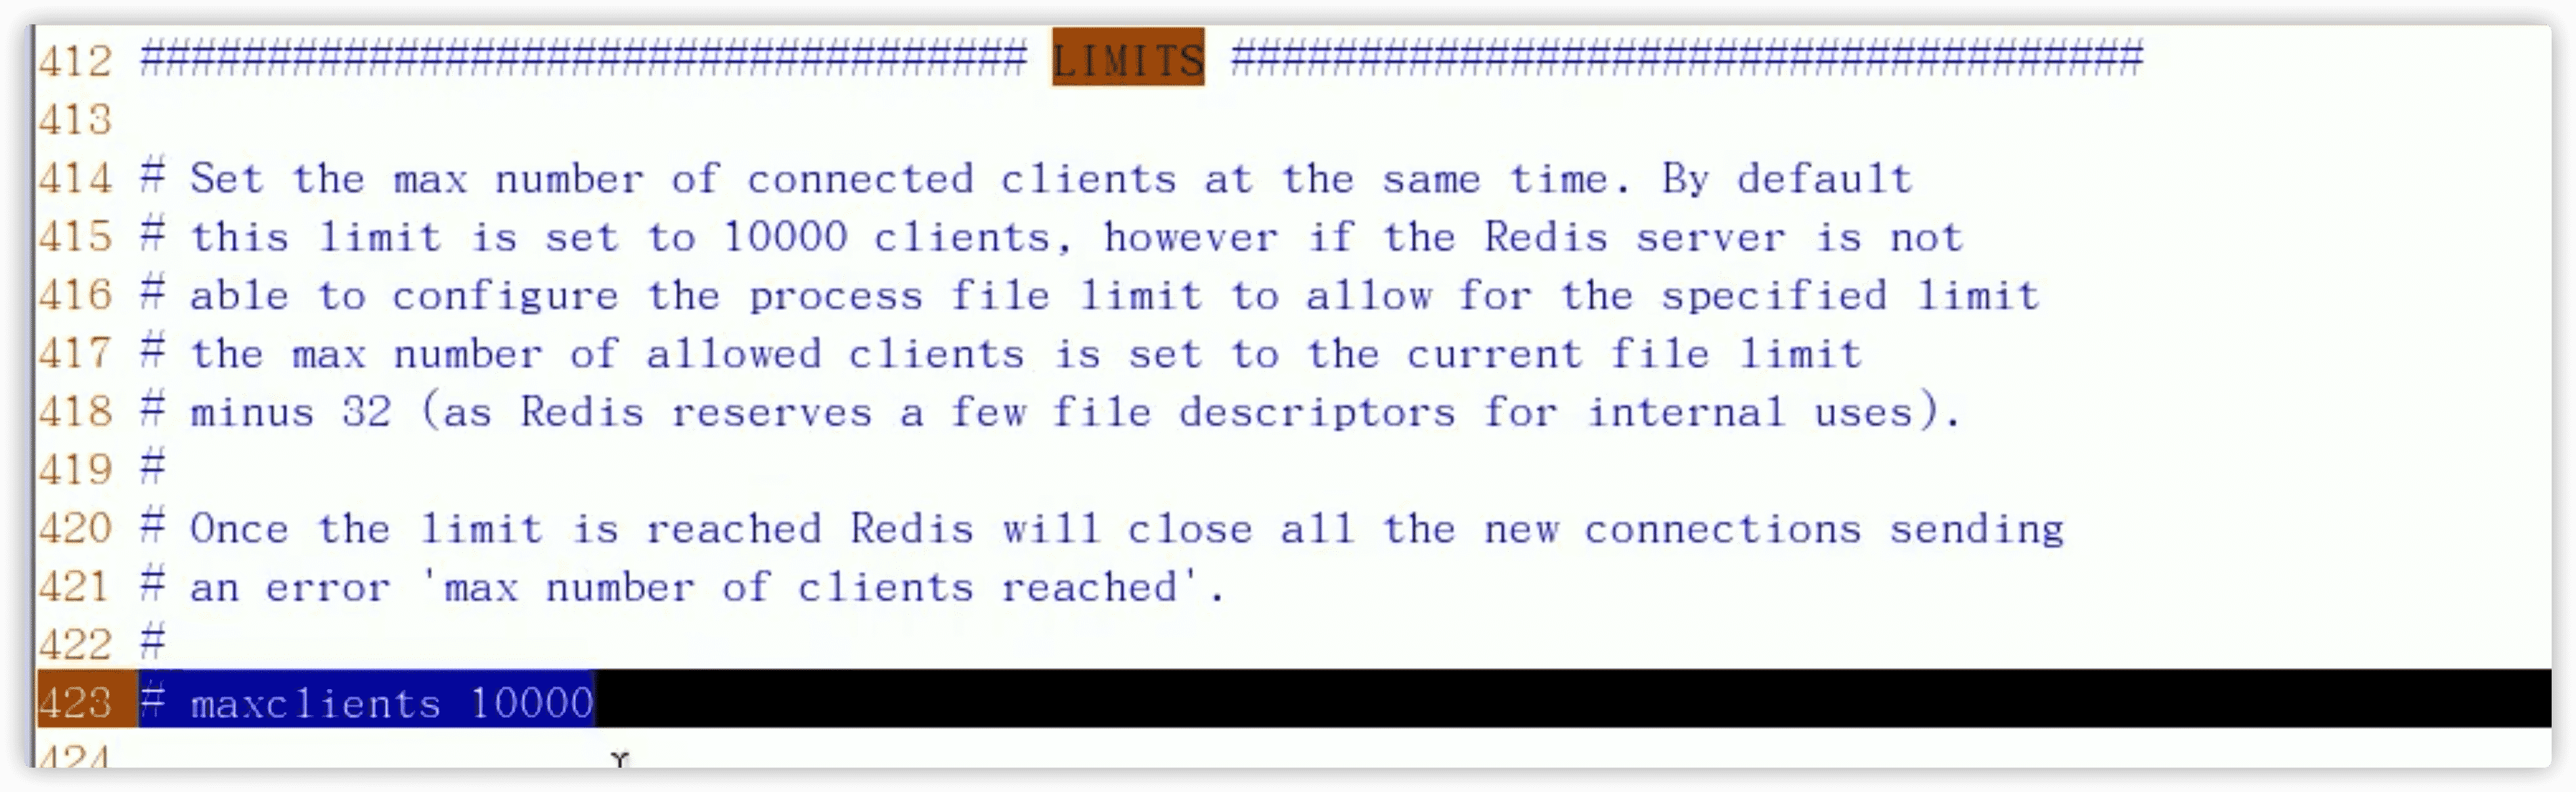 412 ################################### LIMITS ####################################
413
414 # Set the max number of connected clients at the same time. By default
415 # this limit is set to 10000 clients, however if the Redis server is not
416 # able to configure the process file limit to allow for the specified limit
417 # the max number of allowed clients is set to the current file limit
418 # minus 32 (as Redis reserves a few file descriptors for internal uses).
419 #
420 # Once the limit is reached Redis will close all the new connections sending
421 # an error 'max number of clients reached'.
422 #
423 # maxclients 10000
424